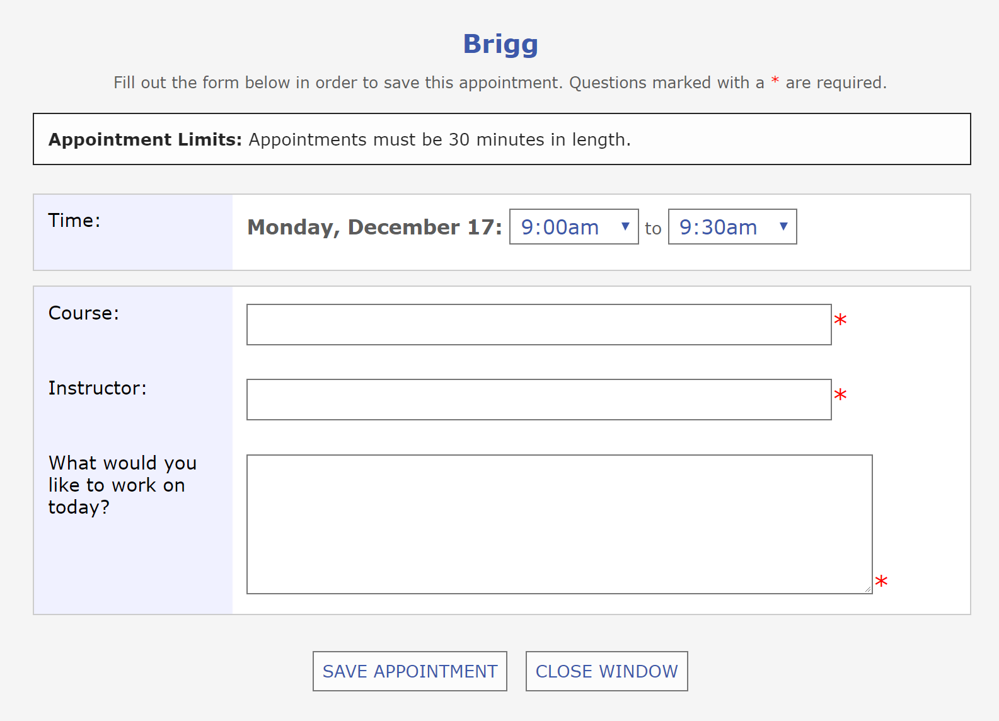 Brigg
Fill out the form below in order to save this appointment. Questions marked with a * are required.
Appointment Limits: Appointments must be 30 minutes in length.
Time:
Monday, December 17: 9:00am ▼ to 9:30am ▼
Course:
*
Instructor:
*
What would you
like to work on
today?
*
SAVE APPOINTMENT
CLOSE WINDOW